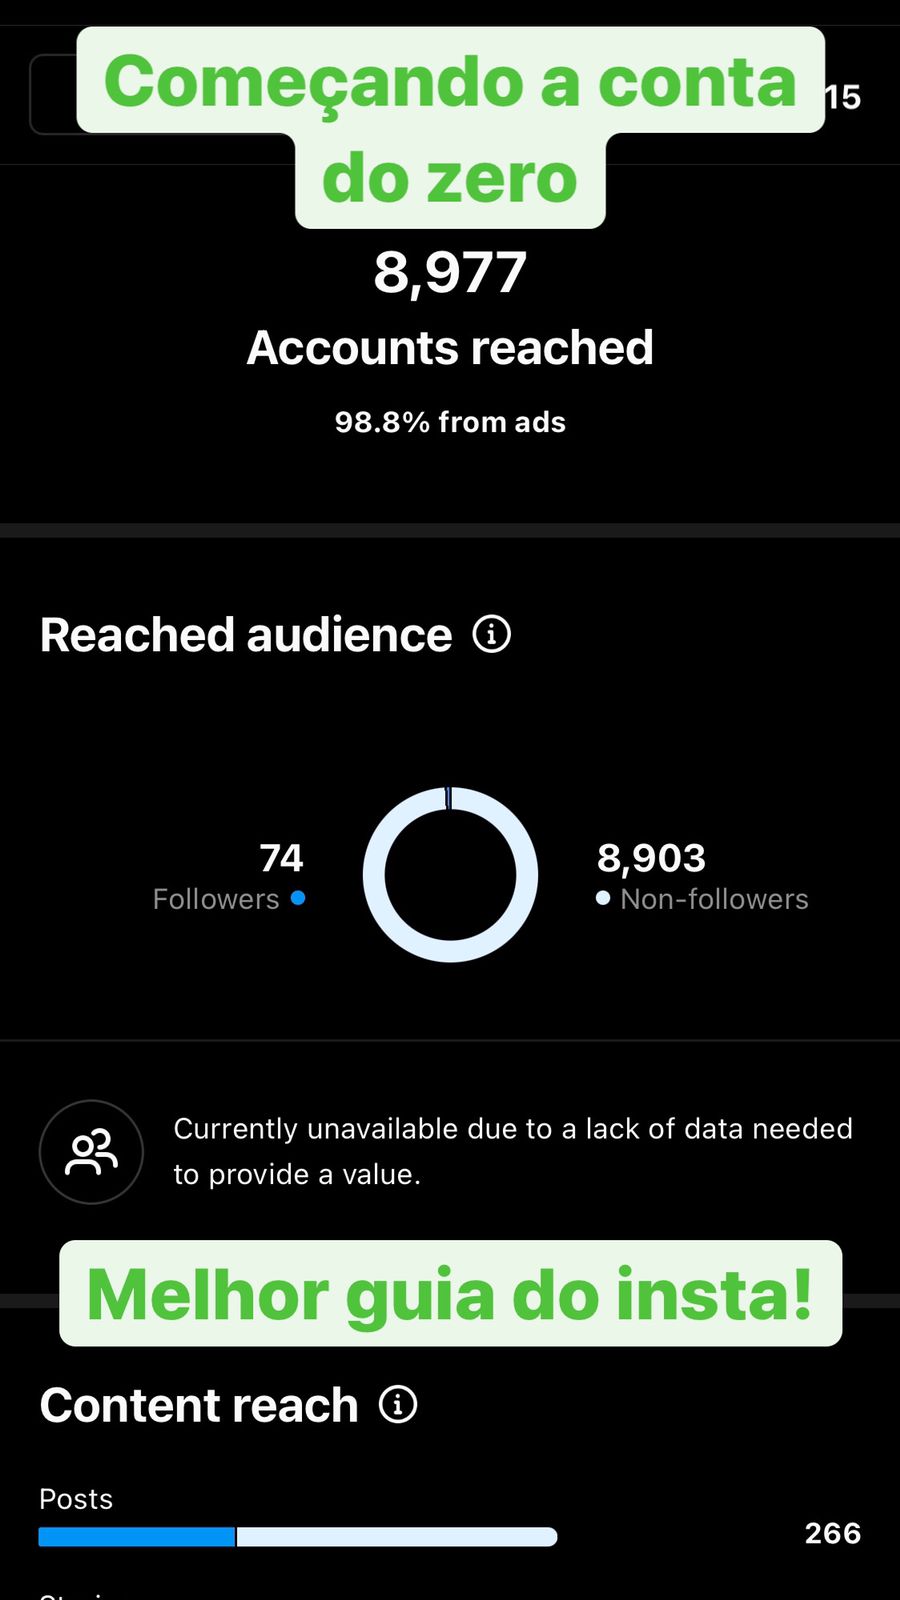 Começando a conta
15
do zero
8,977
Accounts reached
98.8% from ads
Reached audience
74
Followers
8,903
Non-followers
Currently unavailable due to a lack of data needed
to provide a value.
Melhor guia do insta!
Content reach
Posts
266